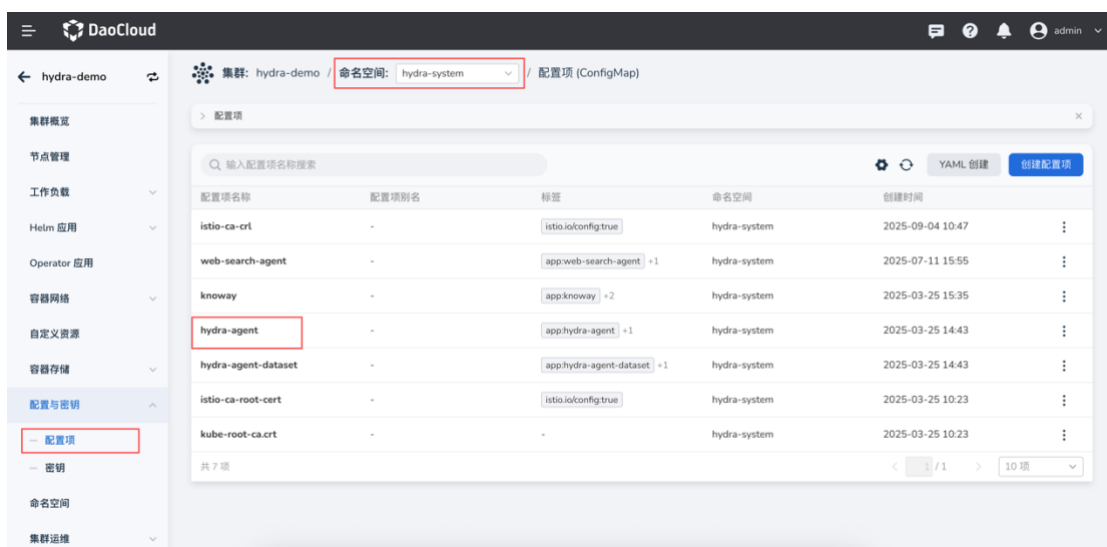 DaoCloud
admin
hydra-demo
集群: hydra-demo / 命名空间: hydra-system / 配置项 (ConfigMap)
集群概览
节点管理
工作负载
Helm 应用
Operator 应用
容器网络
自定义资源
容器存储
配置与密钥
配置项
密钥
命名空间
集群运维
配置项
输入配置项名称搜索
YAML 创建
创建配置项
配置项名称 配置项别名 标签 命名空间 创建时间
istio-ca-crl - istio.io/config:true hydra-system 2025-09-04 10:47
web-search-agent - app:web-search-agent +1 hydra-system 2025-07-11 15:55
knoway - app:knoway +2 hydra-system 2025-03-25 15:35
hydra-agent - app:hydra-agent +1 hydra-system 2025-03-25 14:43
hydra-agent-dataset - app:hydra-agent-dataset +1 hydra-system 2025-03-25 14:43
istio-ca-root-cert - istio.io/config:true hydra-system 2025-03-25 10:23
kube-root-ca.crt - - hydra-system 2025-03-25 10:23
共 7 项
1 / 1
10 项